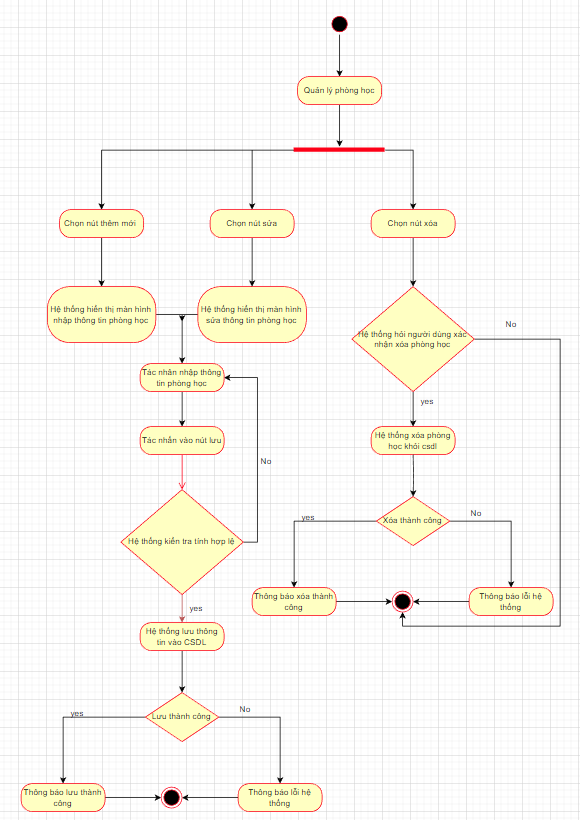 Quản lý phòng học
Chọn nút thêm mới
Chọn nút sửa
Chọn nút xóa
Hệ thống hiển thị màn hình
nhập thông tin phòng học
Hệ thống hiển thị màn hình
sửa thông tin phòng học
Hệ thống hỏi người dùng xác
nhận xóa phòng học
No
yes
Tác nhân nhập thông
tin phòng học
Tác nhấn vào nút lưu
No
Hệ thống kiến tra tính hợp lệ
yes
Hệ thống lưu thông
tin vào CSDL
Lưu thành công
yes
No
Thông báo lưu thành
công
Thông báo lỗi hệ
thống
Hệ thống xóa phòng
học khỏi csdl
Xóa thành công
yes
No
Thông báo xóa thành
công
Thông báo lỗi hệ
thống